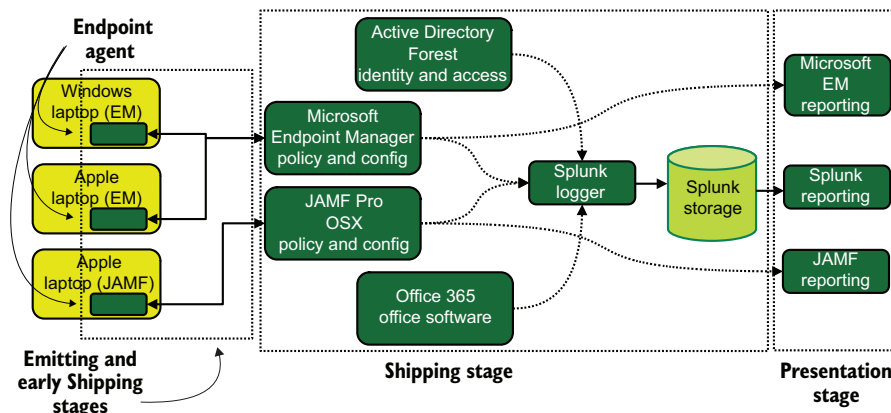 Endpoint
agent
Windows
laptop (EM)
Apple
laptop (EM)
Apple
laptop (JAMF)
Emitting and
early Shipping
stages
Active Directory
Forest
identity and access
Microsoft
Endpoint Manager
policy and config
JAMF Pro
OSX
policy and config
Office 365
office software
Splunk
logger
Splunk
storage
Shipping stage
Microsoft
EM
reporting
Splunk
reporting
JAMF
reporting
Presentation
stage